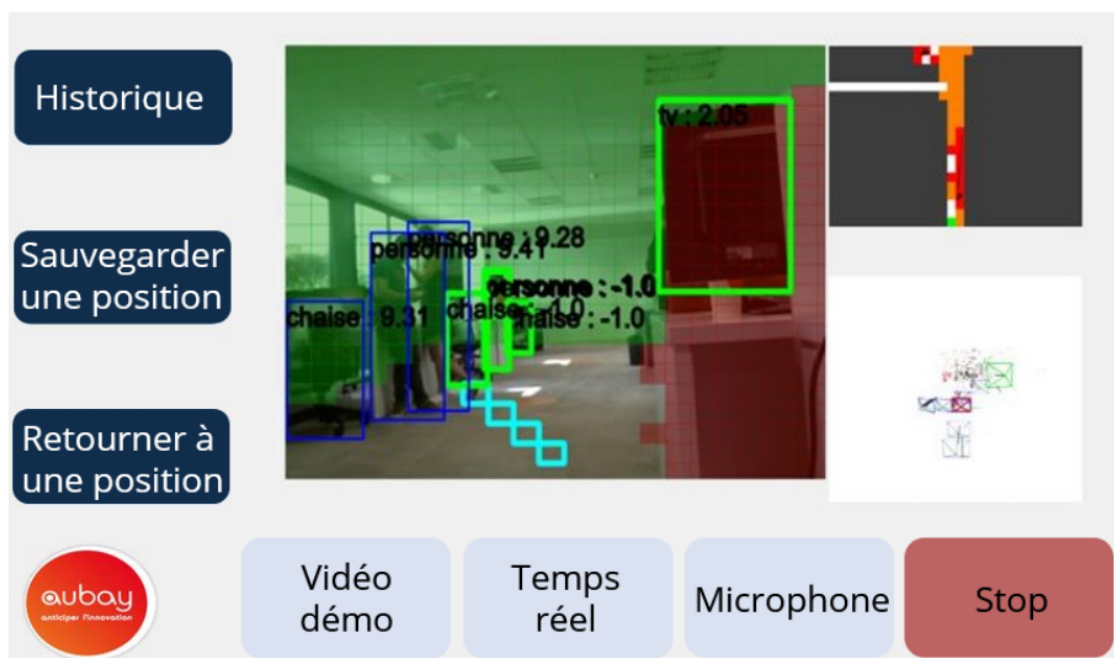 Historique
Sauvegarder
une position
Retourner à
une position
tv : 2.05
personne : 9.28
personne : 9.41
personne : -1.0
chaise : 9.31
chaise : -1.0
haise : -1.0
aubay
anticiper l'innovation
Vidéo
démo
Temps
réel
Microphone
Stop